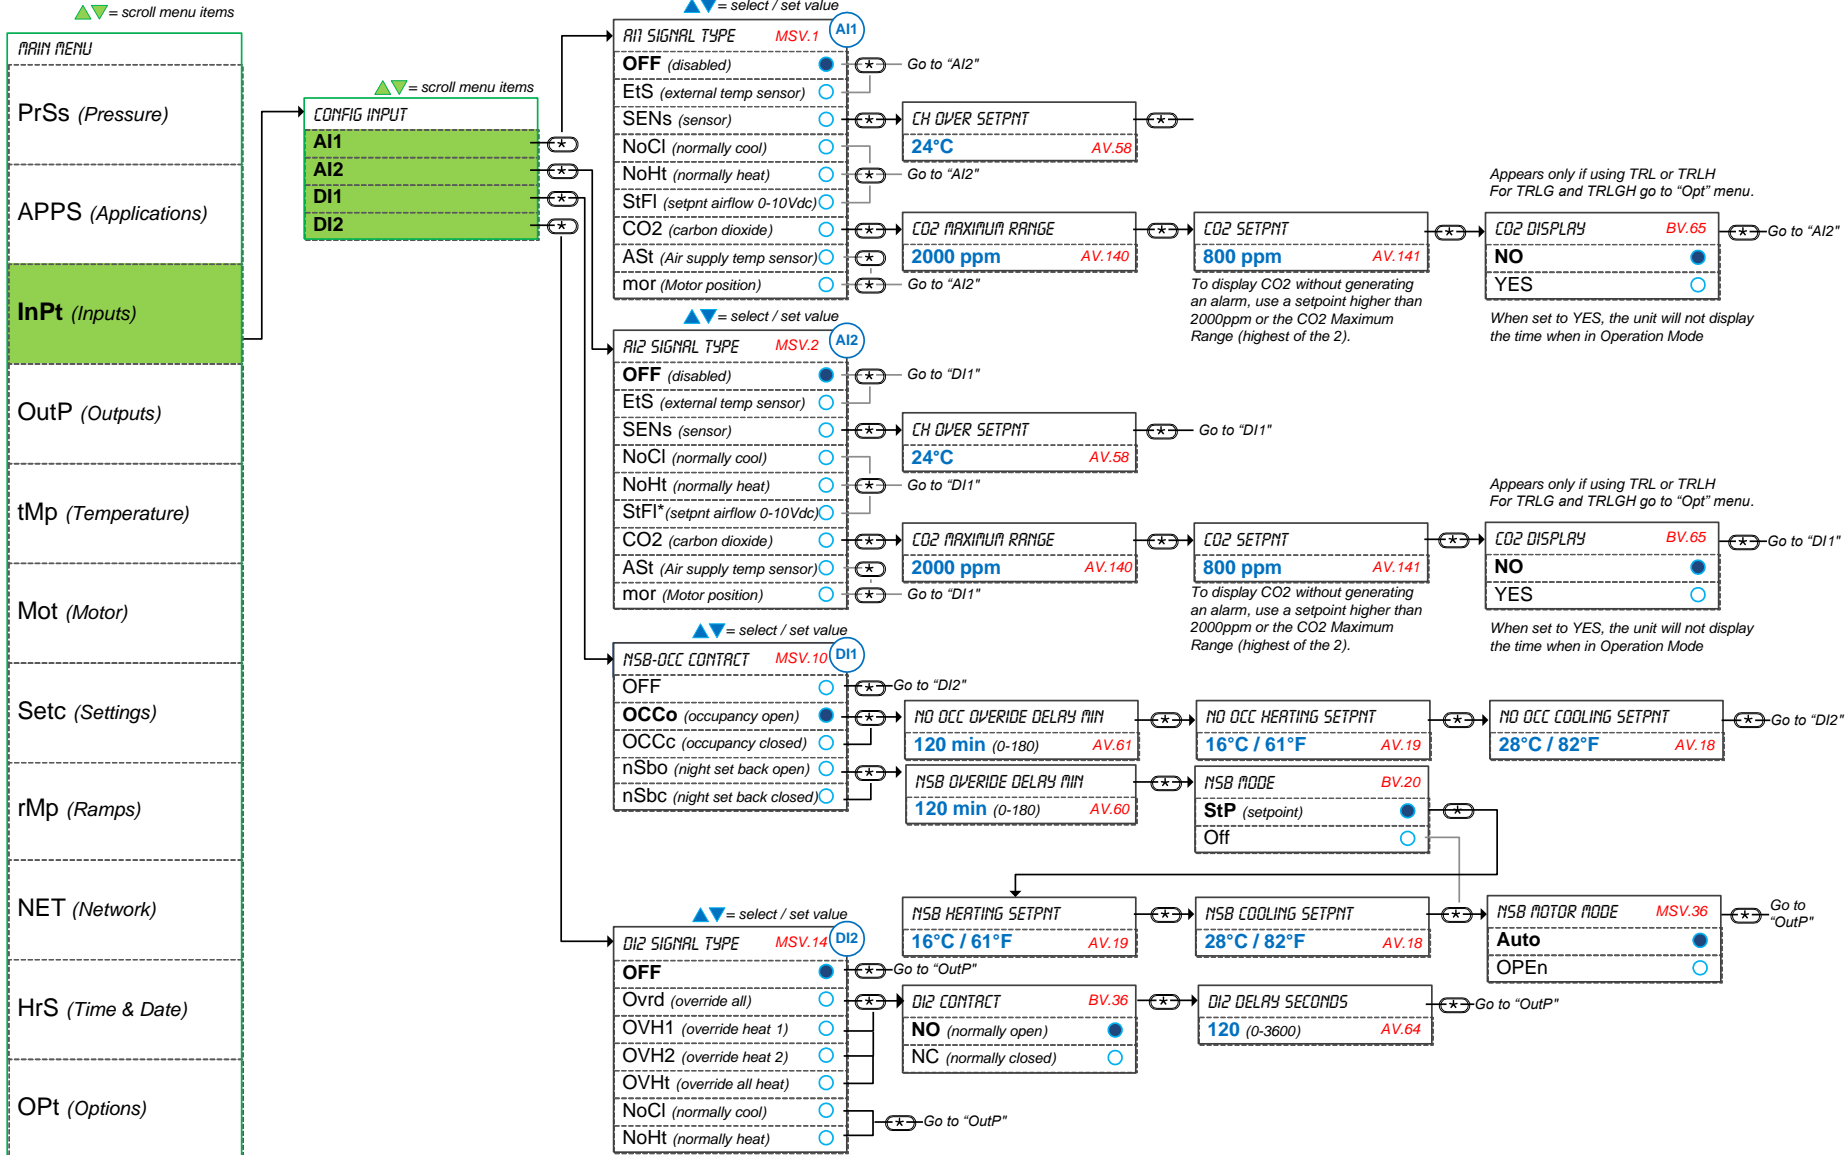 ▲▼= scroll menu items
MAIN MENU
PrSs (Pressure)
APPS (Applications)
InPt (Inputs)
OutP (Outputs)
tMp (Temperature)
Mot (Motor)
Setc (Settings)
rMp (Ramps)
NET (Network)
HrS (Time & Date)
OPt (Options)
▲▼= scroll menu items
CONFIG INPUT
AI1
*
AI2
*
DI1
*
DI2
*
▲▼= select / set value
AI1 SIGNAL TYPE MSV.1 AI1
OFF (disabled) * Go to "AI2"
EtS (external temp sensor)
SENs (sensor) *
CH OVER SETPNT *
24°C AV.58
NoCl (normally cool)
NoHt (normally heat) * Go to "AI2"
StFl (setpnt airflow 0-10Vdc)
CO2 (carbon dioxide) *
CO2 MAXIMUM RANGE *
2000 ppm AV.140
CO2 SETPNT *
800 ppm AV.141
To display CO2 without generating
an alarm, use a setpoint higher than
2000ppm or the CO2 Maximum
Range (highest of the 2).
Appears only if using TRL or TRLH
For TRLG and TRLGH go to “Opt” menu.
CO2 DISPLAY BV.65 * Go to "AI2"
NO
YES
When set to YES, the unit will not display
the time when in Operation Mode
ASt (Air supply temp sensor) *
mor (Motor position) * Go to "AI2"
▲▼= select / set value
AI2 SIGNAL TYPE MSV.2 AI2
OFF (disabled) * Go to "DI1"
EtS (external temp sensor)
SENs (sensor) *
CH OVER SETPNT * Go to "DI1"
24°C AV.58
NoCl (normally cool)
NoHt (normally heat) * Go to "DI1"
StFl*(setpnt airflow 0-10Vdc)
CO2 (carbon dioxide) *
CO2 MAXIMUM RANGE *
2000 ppm AV.140
CO2 SETPNT *
800 ppm AV.141
To display CO2 without generating
an alarm, use a setpoint higher than
2000ppm or the CO2 Maximum
Range (highest of the 2).
Appears only if using TRL or TRLH
For TRLG and TRLGH go to “Opt” menu.
CO2 DISPLAY BV.65 * Go to "DI1"
NO
YES
When set to YES, the unit will not display
the time when in Operation Mode
ASt (Air supply temp sensor) *
mor (Motor position) * Go to "DI1"
▲▼= select / set value
NSB-OCC CONTACT MSV.10 DI1
OFF * Go to "DI2"
OCCo (occupancy open) *
OCCc (occupancy closed)
NO OCC OVERIDE DELAY MIN *
120 min (0-180) AV.61
NO OCC HEATING SETPNT *
16°C / 61°F AV.19
NO OCC COOLING SETPNT * Go to "DI2"
28°C / 82°F AV.18
nSbo (night set back open) *
nSbc (night set back closed)
NSB OVERIDE DELAY MIN *
120 min (0-180) AV.60
NSB MODE BV.20
StP (setpoint) *
Off
NSB HEATING SETPNT *
16°C / 61°F AV.19
NSB COOLING SETPNT *
28°C / 82°F AV.18
NSB MOTOR MODE MSV.36 * Go to "OutP"
Auto
OPEn
▲▼= select / set value
DI2 SIGNAL TYPE MSV.14 DI2
OFF * Go to "OutP"
Ovrd (override all) *
OVH1 (override heat 1)
OVH2 (override heat 2)
OVHt (override all heat)
DI2 CONTACT BV.36 *
NO (normally open)
NC (normally closed)
DI2 DELAY SECONDS * Go to "OutP"
120 (0-3600) AV.64
NoCl (normally cool)
* Go to "OutP"
NoHt (normally heat)